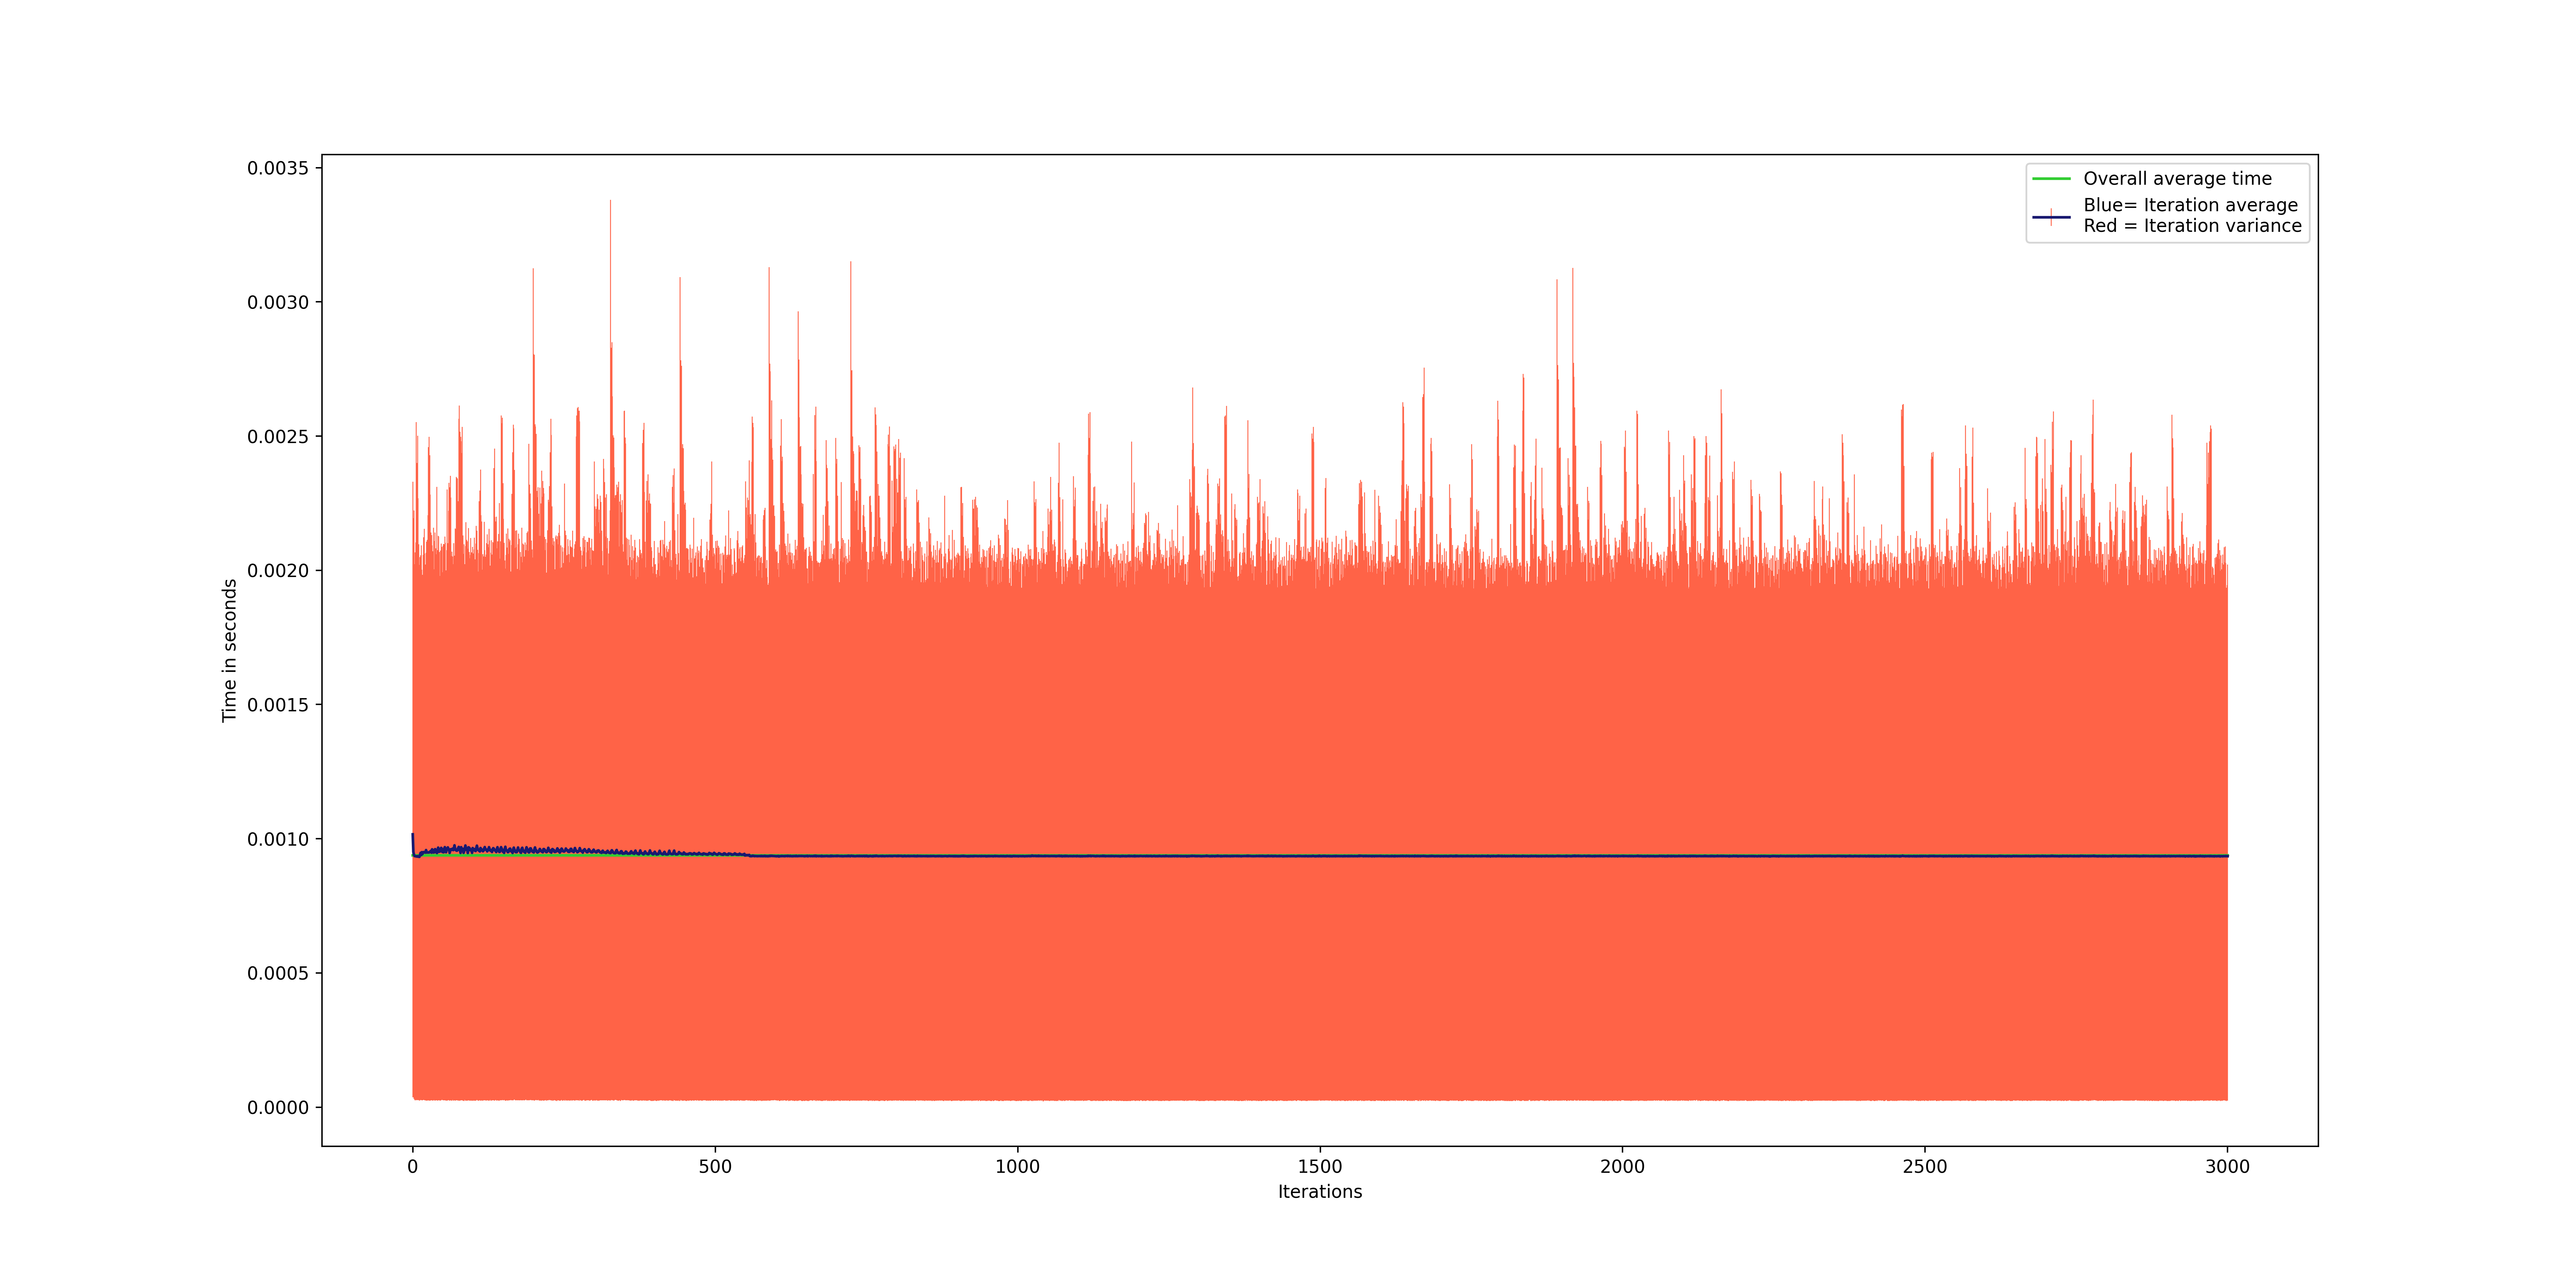 0.0035
0.0030
0.0025
0.0020
0.0015
0.0010
0.0005
0.0000
Time in seconds
Overall average time
Blue= Iteration average
Red = Iteration variance
0 500 1000 1500 2000 2500 3000
Iterations